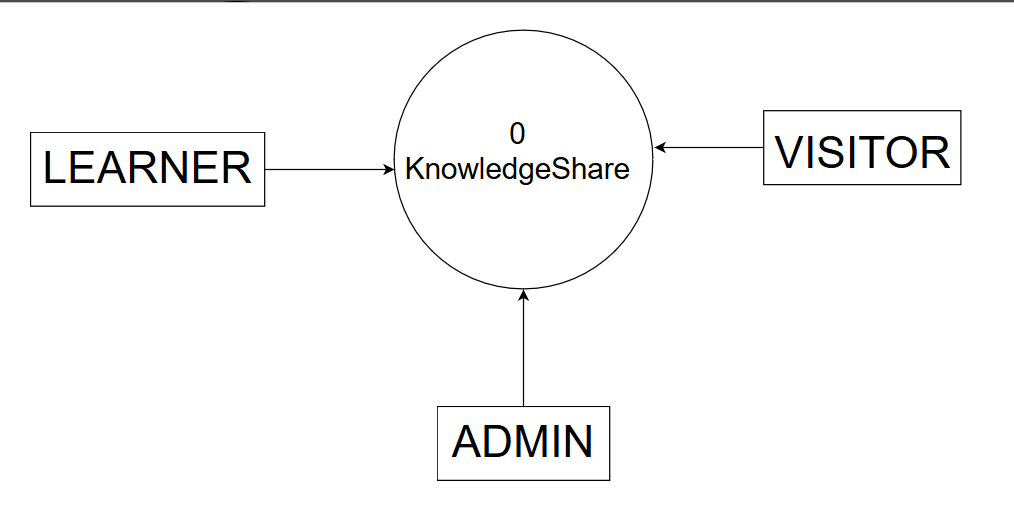 0
KnowledgeShare
LEARNER
VISITOR
ADMIN